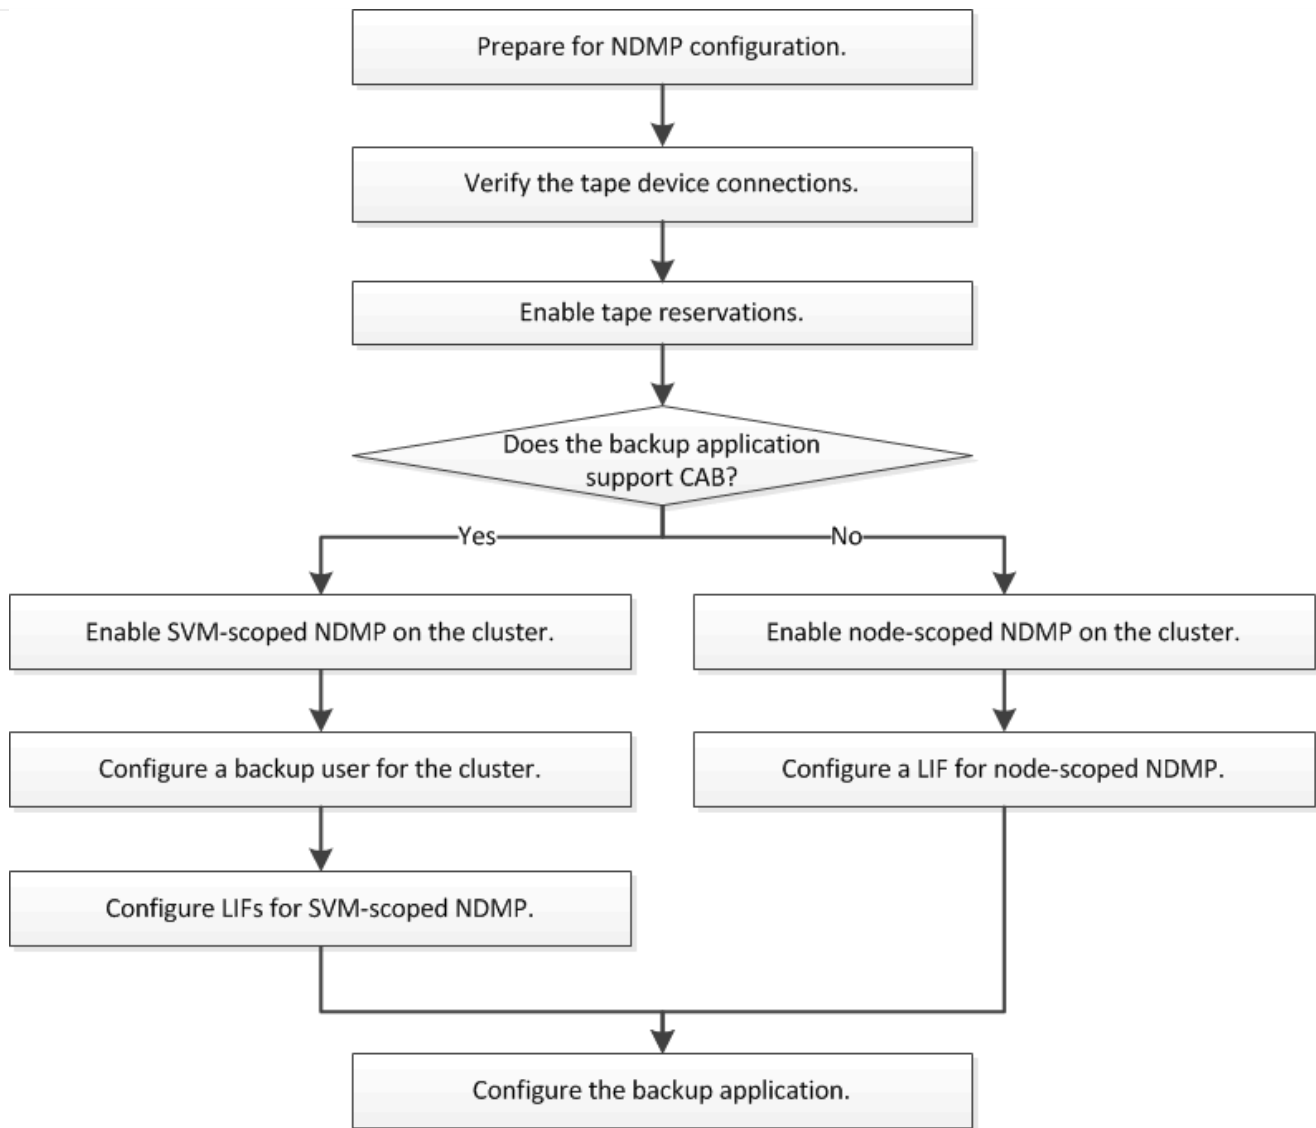 Prepare for NDMP configuration.
Verify the tape device connections.
Enable tape reservations.
Does the backup application
support CAB?
Yes
No
Enable SVM-scoped NDMP on the cluster.
Enable node-scoped NDMP on the cluster.
Configure a backup user for the cluster.
Configure a LIF for node-scoped NDMP.
Configure LIFs for SVM-scoped NDMP.
Configure the backup application.